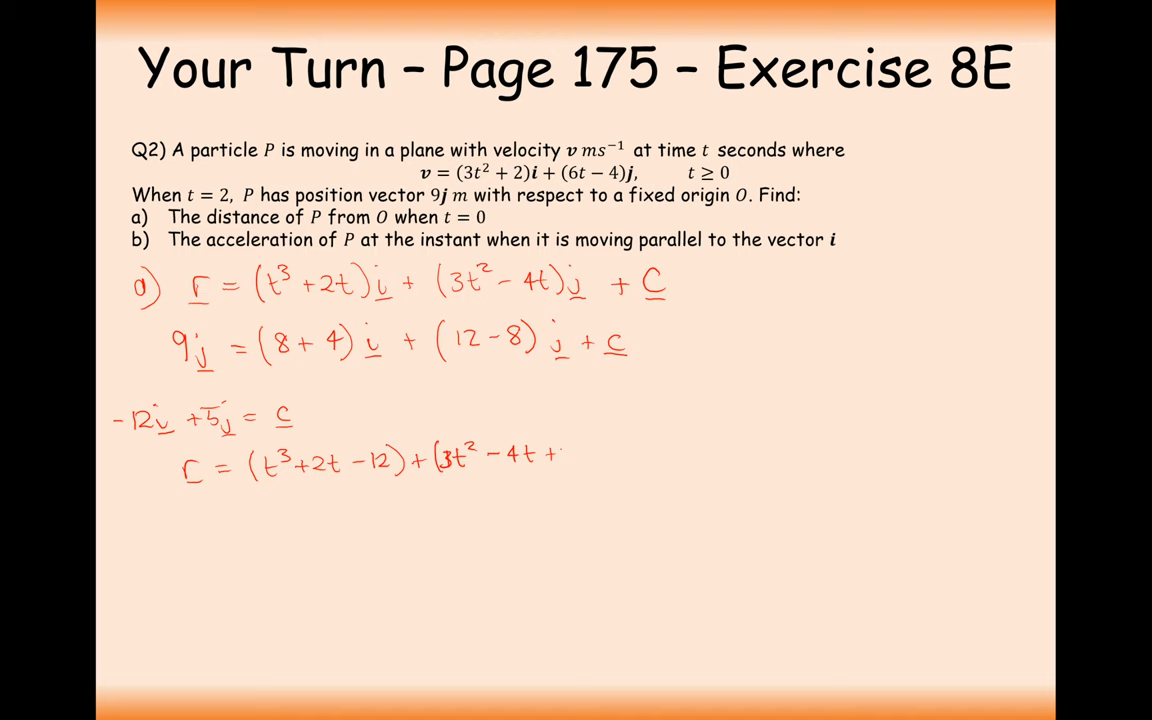 Your Turn – Page 175 – Exercise 8E
Q2) A particle P is moving in a plane with velocity v ms⁻¹ at time t seconds where
v = (3t² + 2)i + (6t − 4)j, t ≥ 0
When t = 2, P has position vector 9j m with respect to a fixed origin O. Find:
a) The distance of P from O when t = 0
b) The acceleration of P at the instant when it is moving parallel to the vector i
a) r = (t³ + 2t)i + (3t² − 4t)j + C
9j = (8 + 4)i + (12 − 8)j + c
−12i + 5j = c
r = (t³ + 2t − 12) + (3t² − 4t +